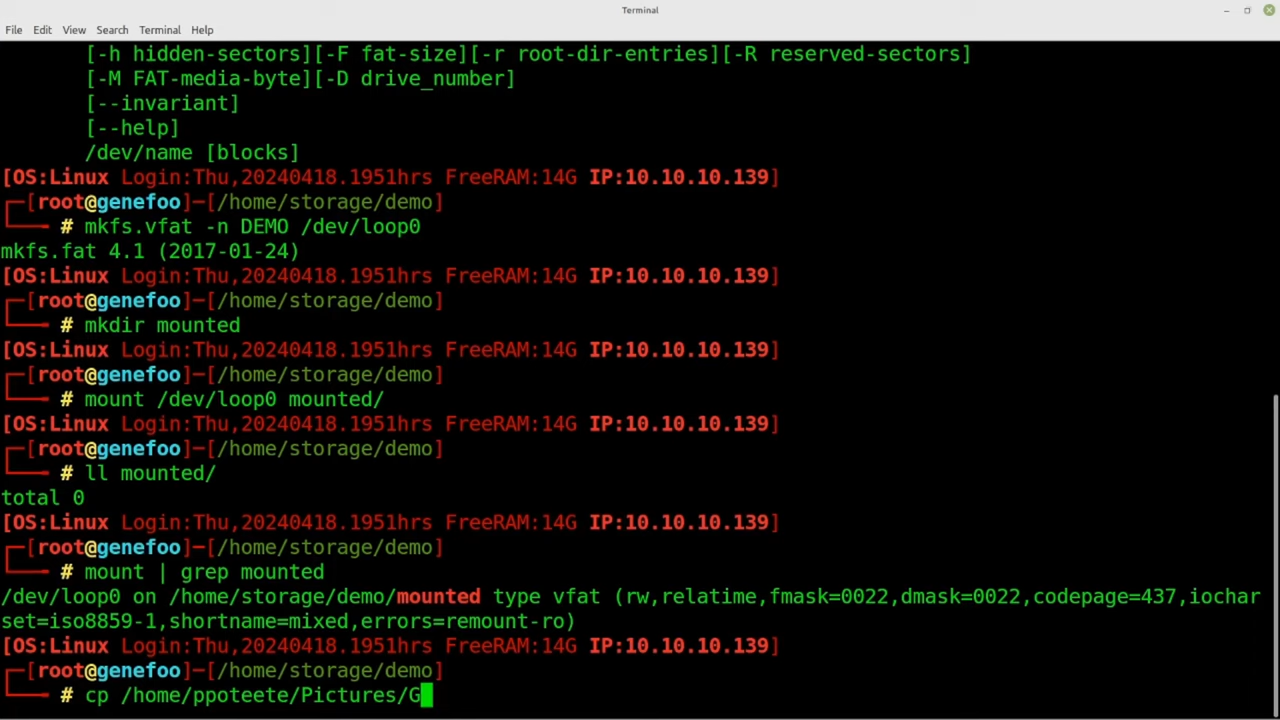 Terminal
File Edit View Search Terminal Help
[-h hidden-sectors][-F fat-size][-r root-dir-entries][-R reserved-sectors]
[-M FAT-media-byte][-D drive_number]
[--invariant]
[--help]
/dev/name [blocks]
[OS:Linux Login:Thu,20240418.1951hrs FreeRAM:14G IP:10.10.10.139]
┌─[root@genefoo]─[/home/storage/demo]
└── # mkfs.vfat -n DEMO /dev/loop0
mkfs.fat 4.1 (2017-01-24)
[OS:Linux Login:Thu,20240418.1951hrs FreeRAM:14G IP:10.10.10.139]
┌─[root@genefoo]─[/home/storage/demo]
└── # mkdir mounted
[OS:Linux Login:Thu,20240418.1951hrs FreeRAM:14G IP:10.10.10.139]
┌─[root@genefoo]─[/home/storage/demo]
└── # mount /dev/loop0 mounted/
[OS:Linux Login:Thu,20240418.1951hrs FreeRAM:14G IP:10.10.10.139]
┌─[root@genefoo]─[/home/storage/demo]
└── # ll mounted/
total 0
[OS:Linux Login:Thu,20240418.1951hrs FreeRAM:14G IP:10.10.10.139]
┌─[root@genefoo]─[/home/storage/demo]
└── # mount | grep mounted
/dev/loop0 on /home/storage/demo/mounted type vfat (rw,relatime,fmask=0022,dmask=0022,codepage=437,iochar
set=iso8859-1,shortname=mixed,errors=remount-ro)
[OS:Linux Login:Thu,20240418.1951hrs FreeRAM:14G IP:10.10.10.139]
┌─[root@genefoo]─[/home/storage/demo]
└── # cp /home/ppoteete/Pictures/G